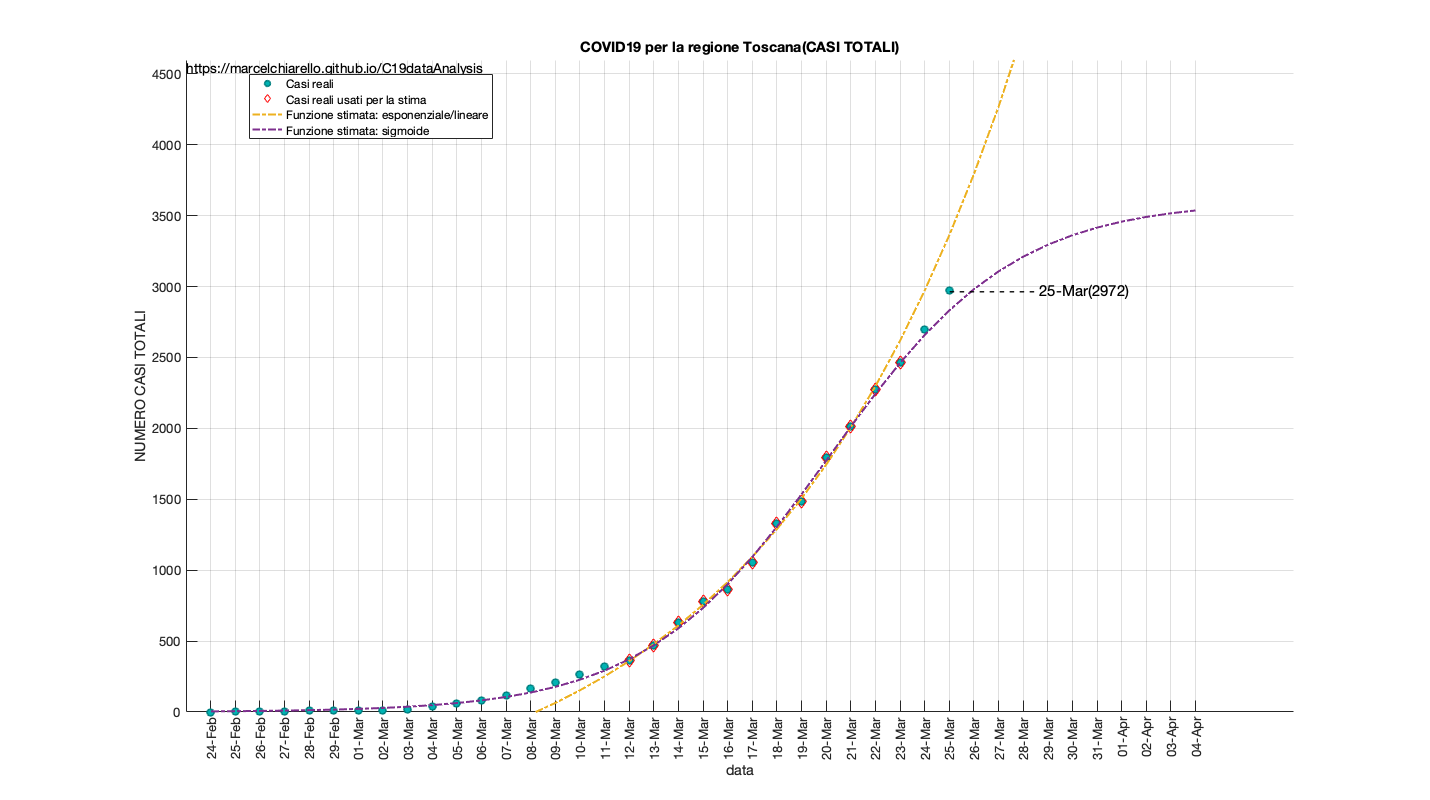 COVID19 per la regione Toscana(CASI TOTALI)
https://marcelchiarello.github.io/C19dataAnalysis
Casi reali
Casi reali usati per la stima
Funzione stimata: esponenziale/lineare
Funzione stimata: sigmoide
NUMERO CASI TOTALI
4500
4000
3500
3000
2500
2000
1500
1000
500
0
25-Mar(2972)
24-Feb
25-Feb
26-Feb
27-Feb
28-Feb
29-Feb
01-Mar
02-Mar
03-Mar
04-Mar
05-Mar
06-Mar
07-Mar
08-Mar
09-Mar
10-Mar
11-Mar
12-Mar
13-Mar
14-Mar
15-Mar
16-Mar
17-Mar
18-Mar
19-Mar
20-Mar
21-Mar
22-Mar
23-Mar
24-Mar
25-Mar
26-Mar
27-Mar
28-Mar
29-Mar
30-Mar
31-Mar
01-Apr
02-Apr
03-Apr
04-Apr
data